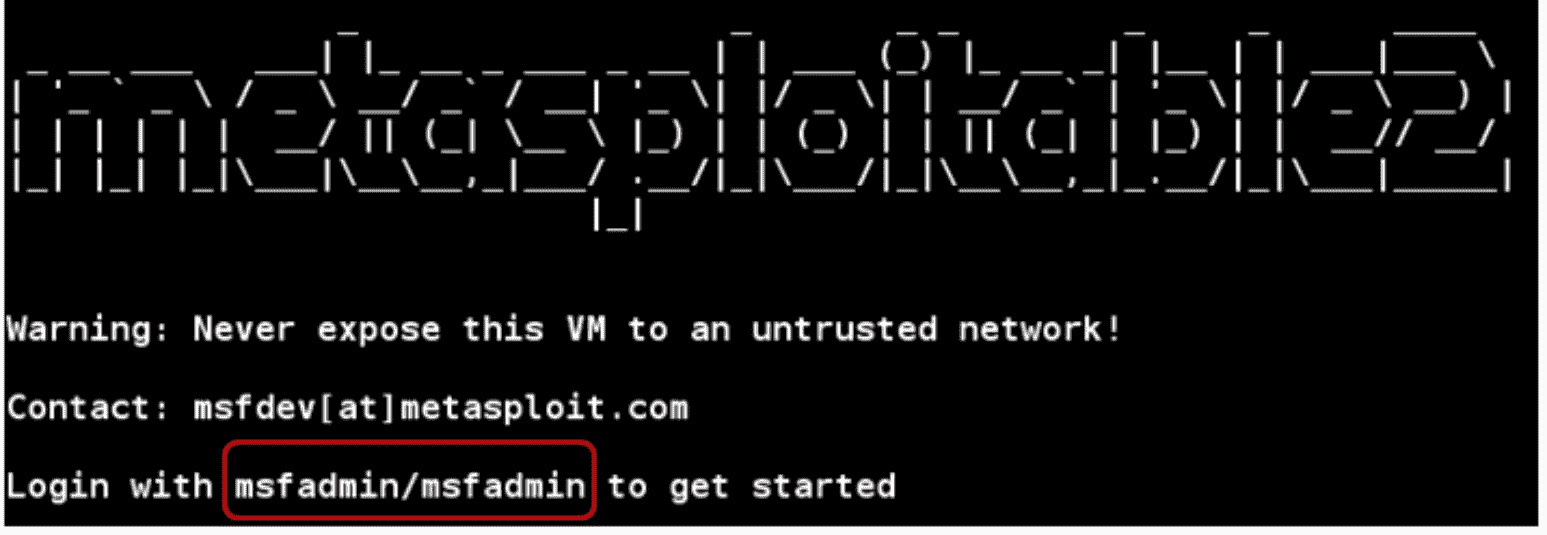 metasploitable2
Warning: Never expose this VM to an untrusted network!
Contact: msfdev[at]metasploit.com
Login with msfadmin/msfadmin to get started